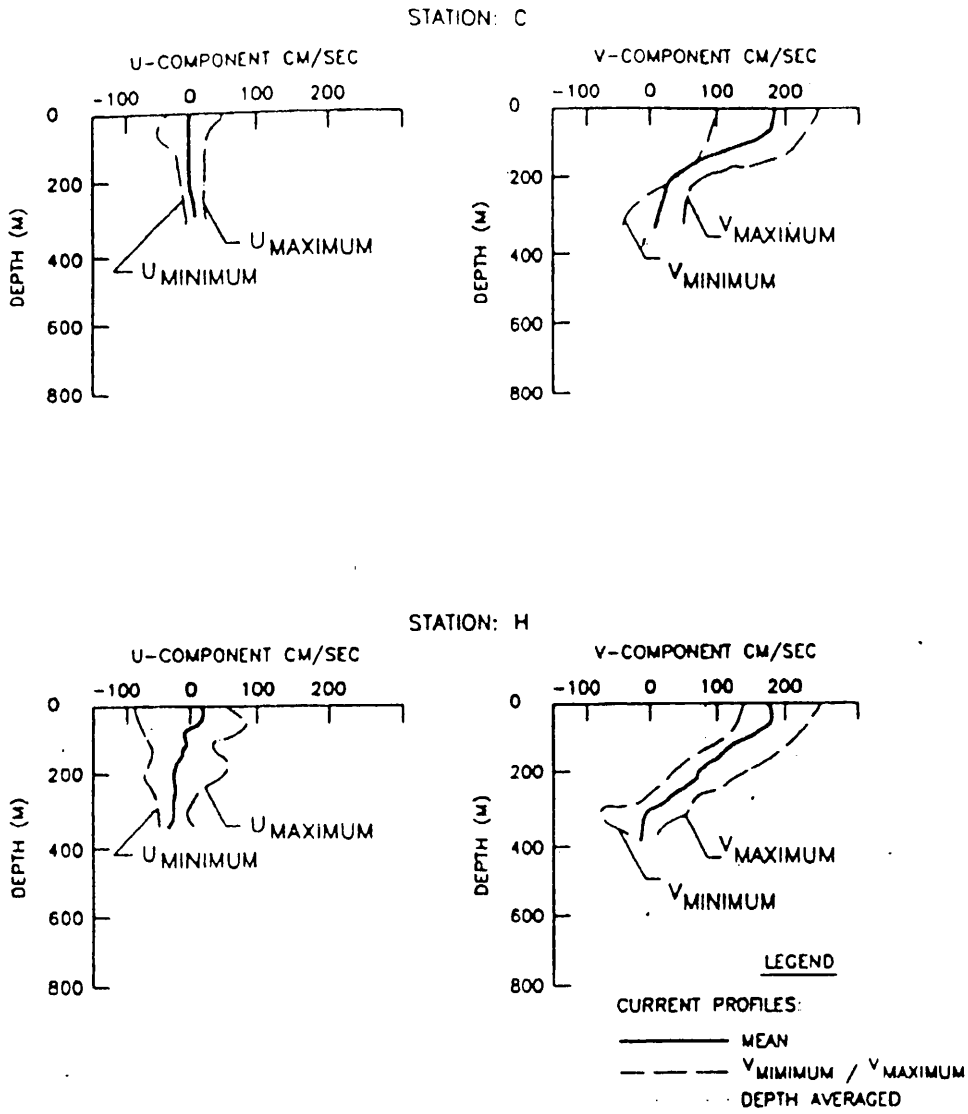 STATION: C
U-COMPONENT CM/SEC
-100 0 100 200
0
200
400
600
800
DEPTH (M)
U MAXIMUM
U MINIMUM
V-COMPONENT CM/SEC
-100 0 100 200
0
200
400
600
800
DEPTH (M)
V MAXIMUM
V MINIMUM
STATION: H
U-COMPONENT CM/SEC
-100 0 100 200
0
200
400
600
800
DEPTH (M)
U MAXIMUM
U MINIMUM
V-COMPONENT CM/SEC
-100 0 100 200
0
200
400
600
800
DEPTH (M)
V MAXIMUM
V MINIMUM
LEGEND
CURRENT PROFILES:
MEAN
V MIMIMUM / V MAXIMUM
DEPTH AVERAGED